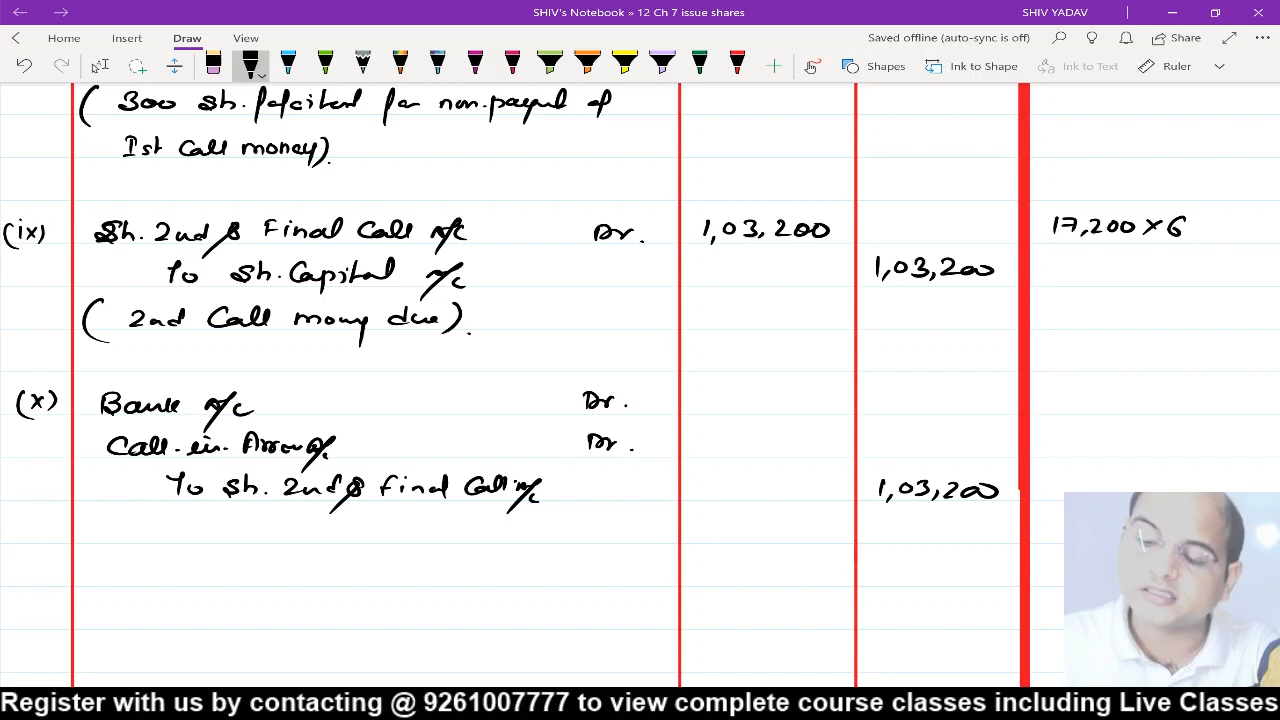 SHIV's Notebook » 12 Ch 7 issue shares
SHIV YADAV
Home Insert Draw View
Saved offline (auto-sync is off)
Share
Shapes Ink to Shape Ink to Text Ruler
( 300 Sh. forfeited for non-payment of
1st Call money).
(ix) Sh. 2nd & Final Call A/c Dr. 1,03,200 17,200 × 6
To Sh. Capital A/c 1,03,200
( 2nd Call money due).
(x) Bank A/c Dr.
Call-in-Arrear A/c Dr.
To Sh. 2nd & Final Call A/c 1,03,200
Register with us by contacting @ 9261007777 to view complete course classes including Live Classes